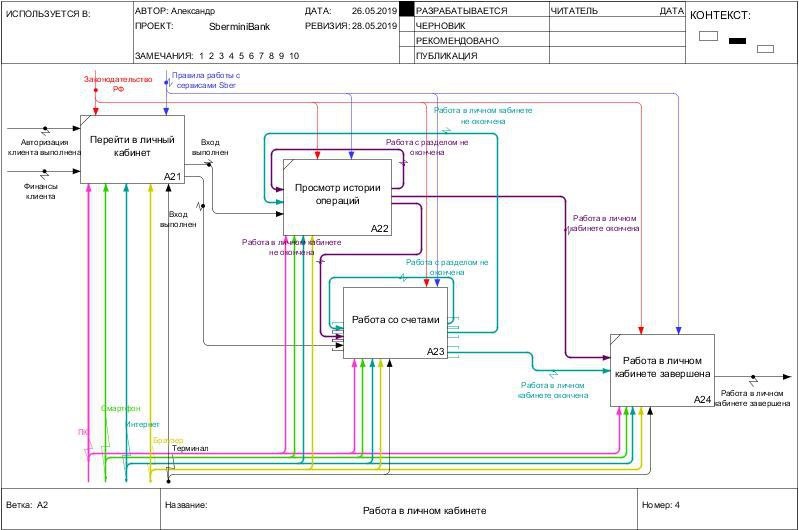 ИСПОЛЬЗУЕТСЯ В:
АВТОР: Александр
ДАТА: 26.05.2019
РАЗРАБАТЫВАЕТСЯ
ЧИТАТЕЛЬ
ДАТА
КОНТЕКСТ:
ПРОЕКТ: SberminiBank
РЕВИЗИЯ: 28.05.2019
ЧЕРНОВИК
РЕКОМЕНДОВАНО
ЗАМЕЧАНИЯ: 1 2 3 4 5 6 7 8 9 10
ПУБЛИКАЦИЯ
Законодательство
РФ
Правила работы с
сервисами Sber
Авторизация
клиента выполнена
Финансы
клиента
Перейти в личный
кабинет
A21
Вход
выполнен
Вход
выполнен
Работа в личном кабинете
не окончена
Работа с разделом не
окончена
Просмотр истории
операций
A22
Работа в личном кабинете
не окончена
Работа в личном
кабинете окончена
Работа с разделом не
окончена
Работа со счетами
A23
Работа в личном
кабинете окончена
Работа в личном
кабинете завершена
A24
Работа в личном
кабинете завершена
ПК
Смартфон
Интернет
Браузер
Терминал
Ветка: A2
Название:
Работа в личном кабинете
Номер: 4